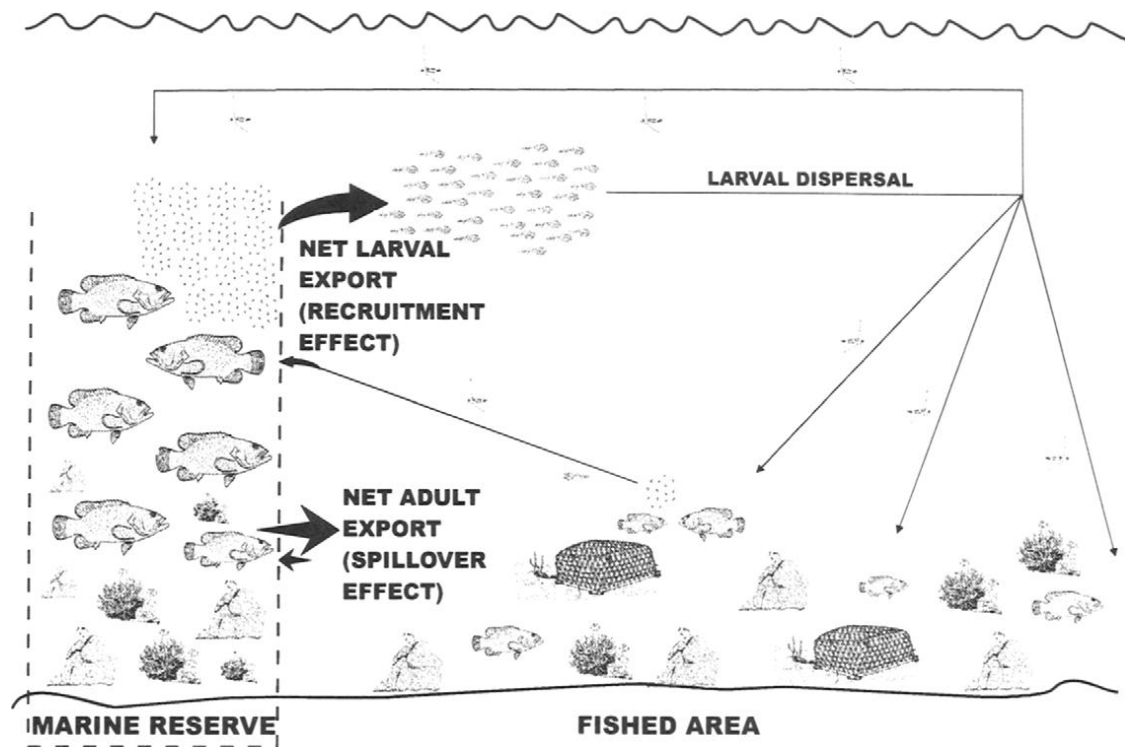 LARVAL DISPERSAL
NET LARVAL
EXPORT
(RECRUITMENT
EFFECT)
NET ADULT
EXPORT
(SPILLOVER
EFFECT)
MARINE RESERVE
FISHED AREA